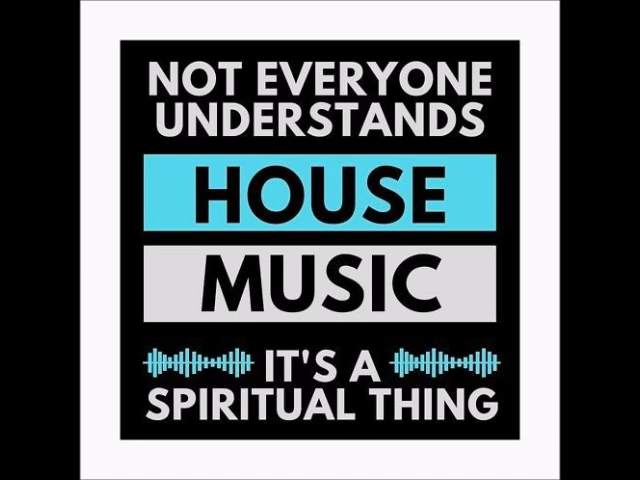 NOT EVERYONE
UNDERSTANDS
HOUSE
MUSIC
IT'S A
SPIRITUAL THING